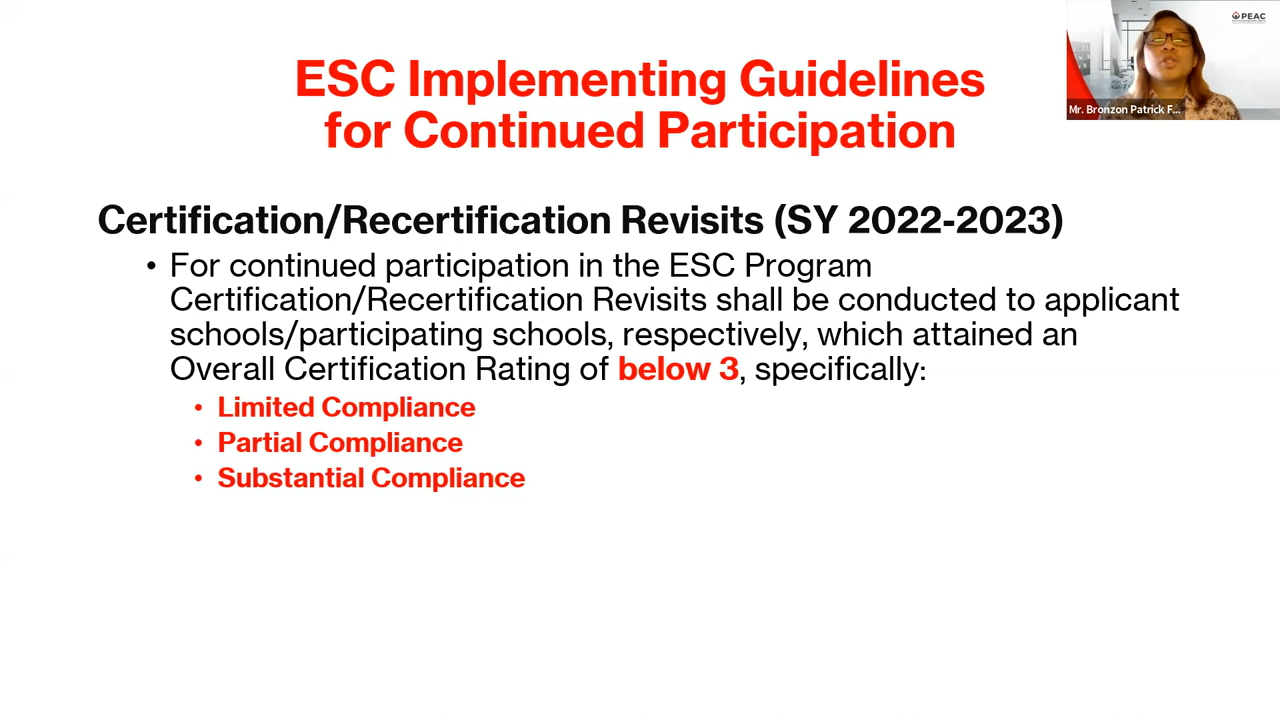 ESC Implementing Guidelines
for Continued Participation
PEAC
Mr. Bronzon Patrick F...
Certification/Recertification Revisits (SY 2022-2023)
• For continued participation in the ESC Program
Certification/Recertification Revisits shall be conducted to applicant
schools/participating schools, respectively, which attained an
Overall Certification Rating of below 3, specifically:
• Limited Compliance
• Partial Compliance
• Substantial Compliance